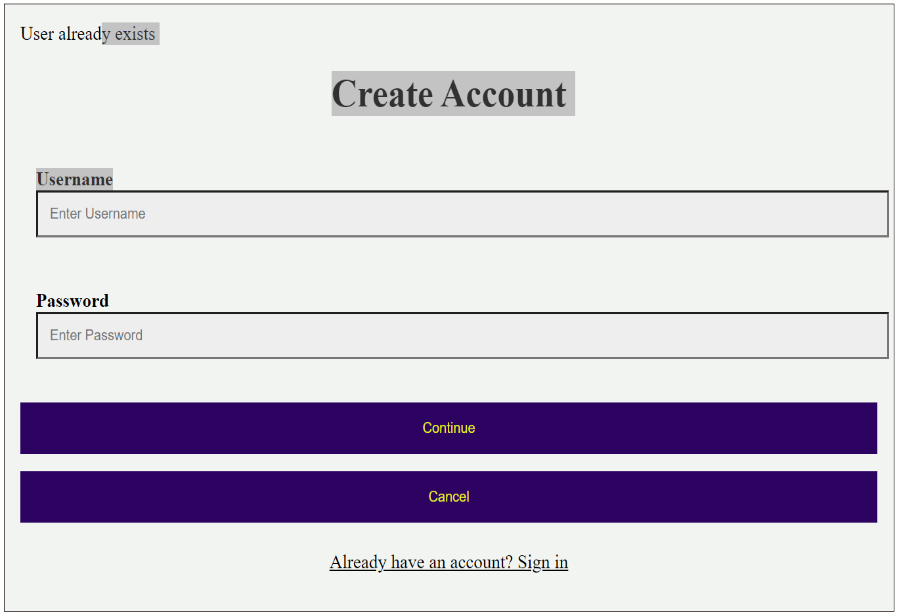 User already exists
Create Account
Username
Enter Username
Password
Enter Password
Continue
Cancel
Already have an account? Sign in